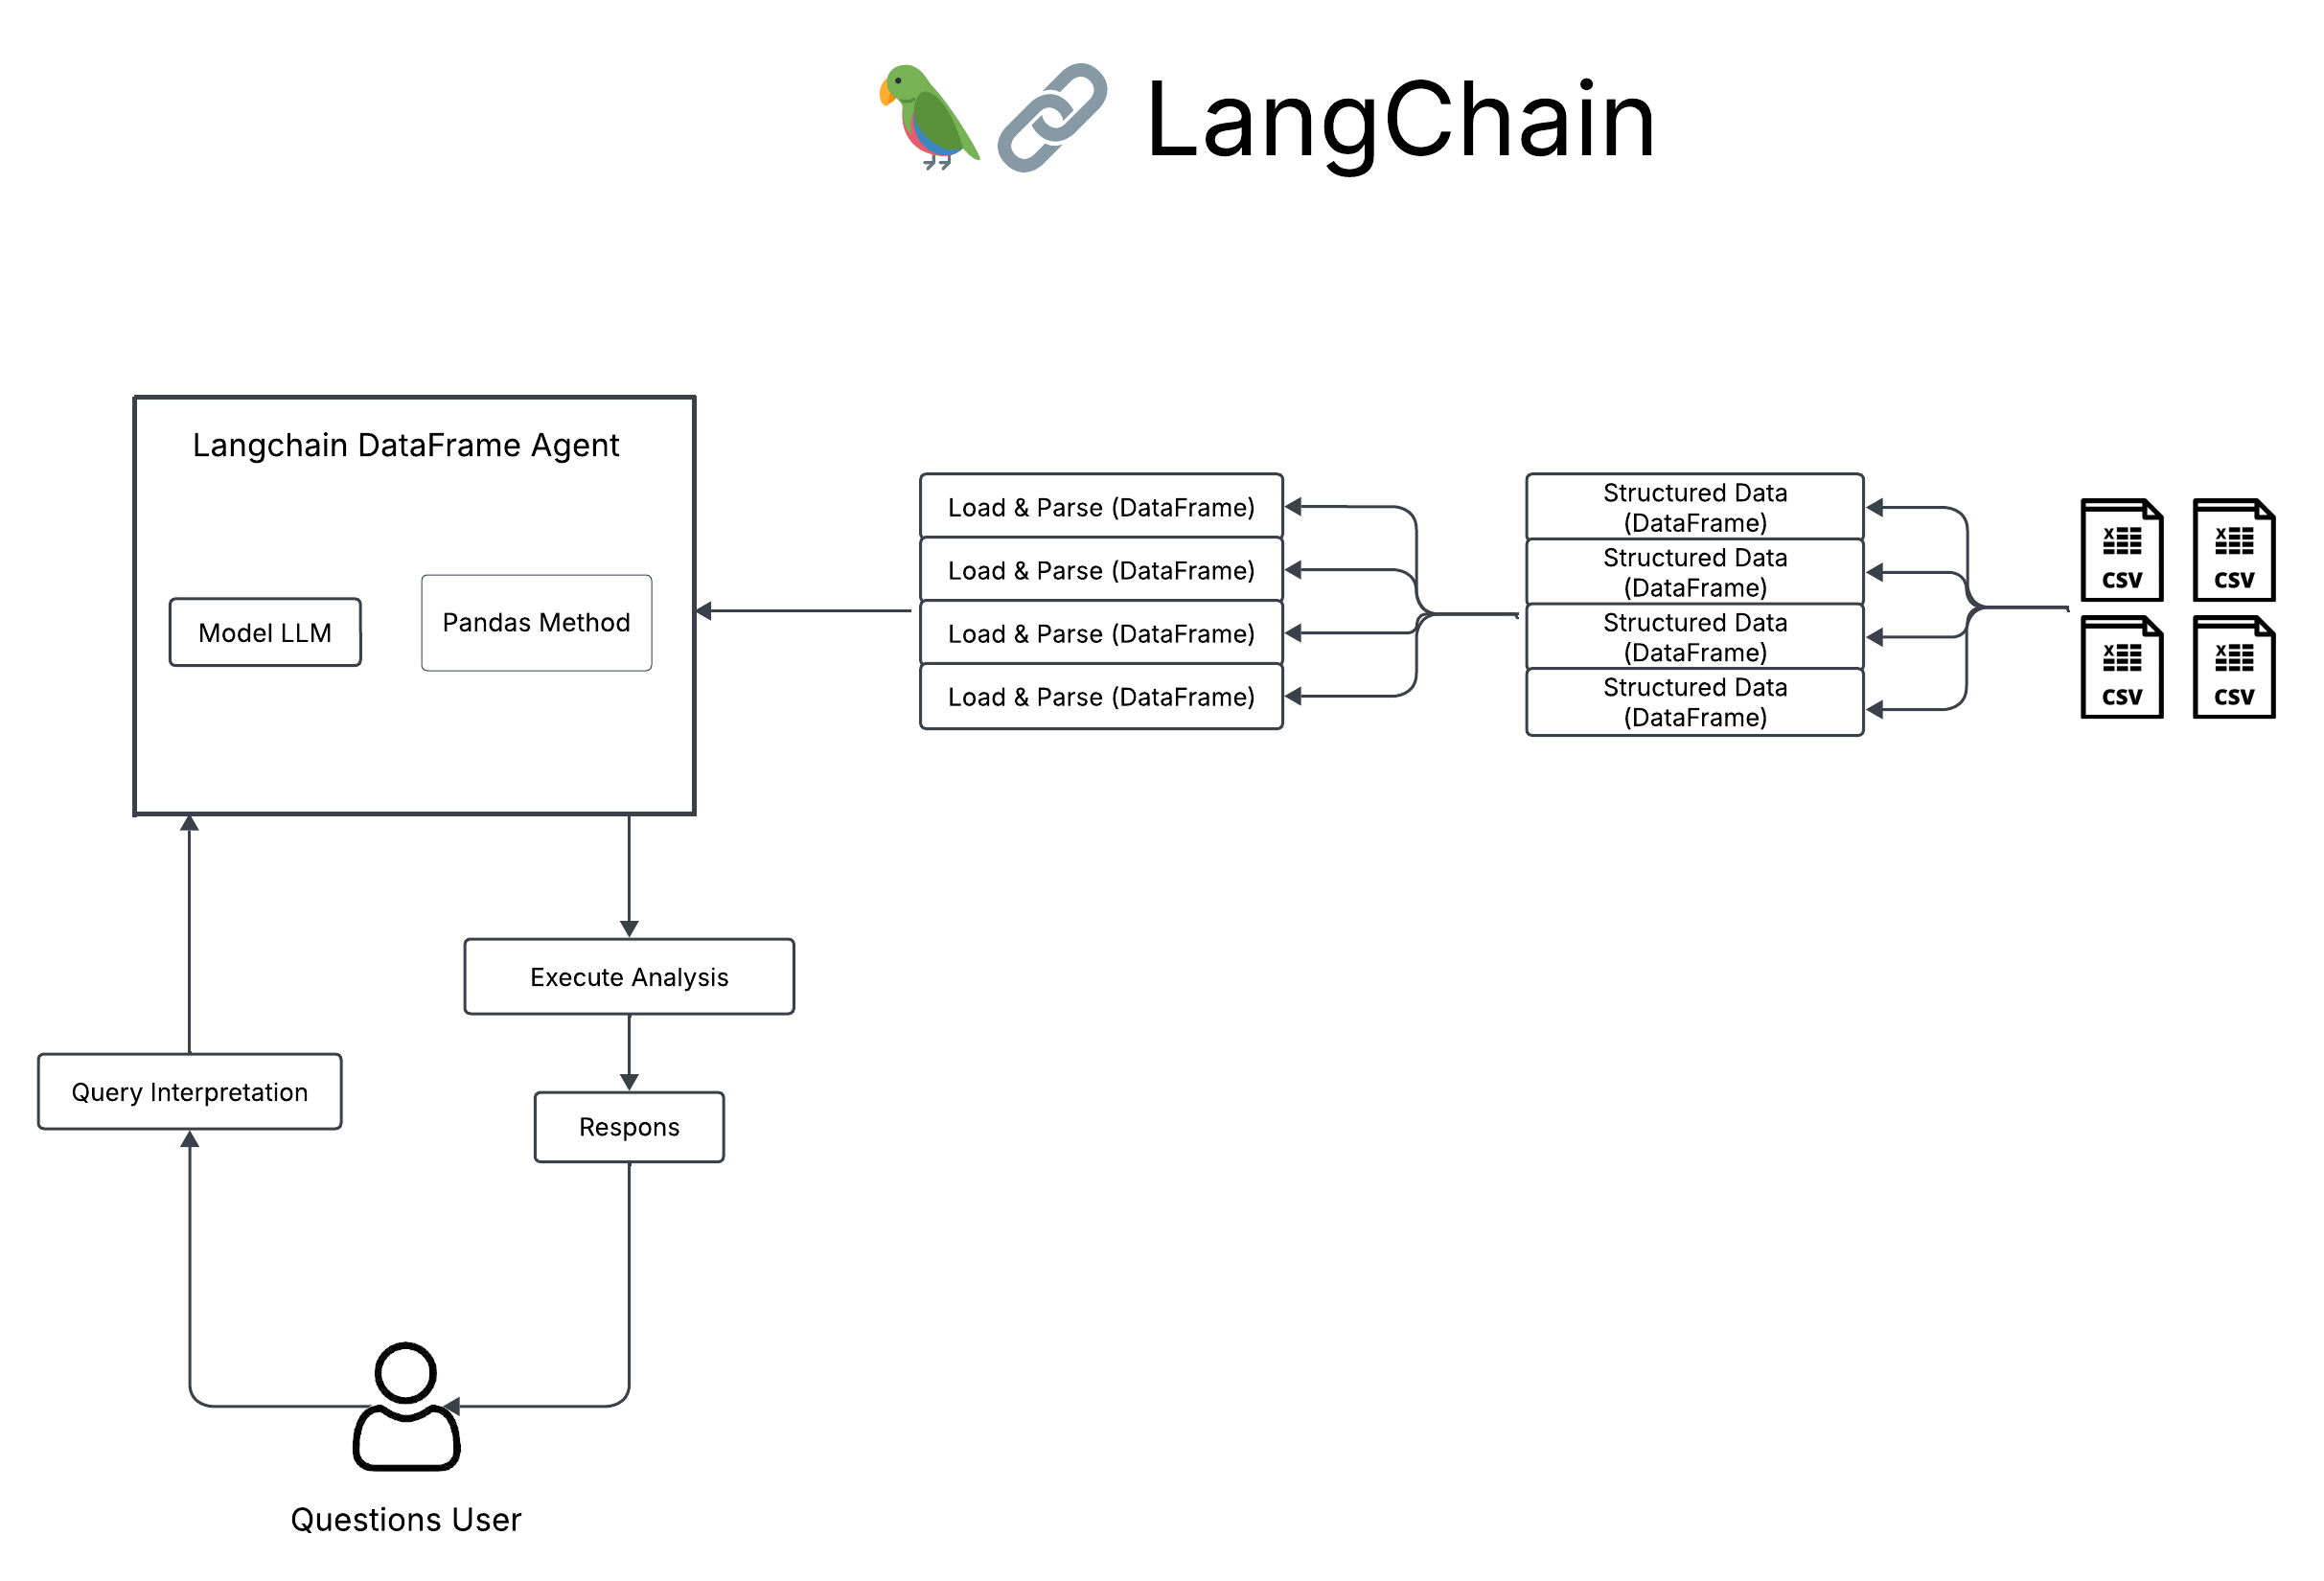 LangChain
Langchain DataFrame Agent
Model LLM
Pandas Method
Load & Parse (DataFrame)
Load & Parse (DataFrame)
Load & Parse (DataFrame)
Load & Parse (DataFrame)
Structured Data
(DataFrame)
Structured Data
(DataFrame)
Structured Data
(DataFrame)
Structured Data
(DataFrame)
X
CSV
X
CSV
X
CSV
X
CSV
Execute Analysis
Query Interpretation
Respons
Questions User